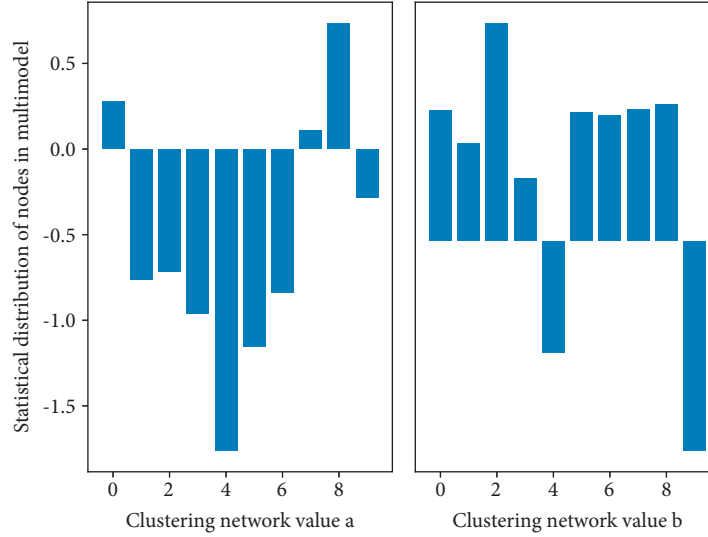 Statistical distribution of nodes in multimodel
0.5
0.0
-0.5
-1.0
-1.5
0 2 4 6 8
0 2 4 6 8
Clustering network value a
Clustering network value b